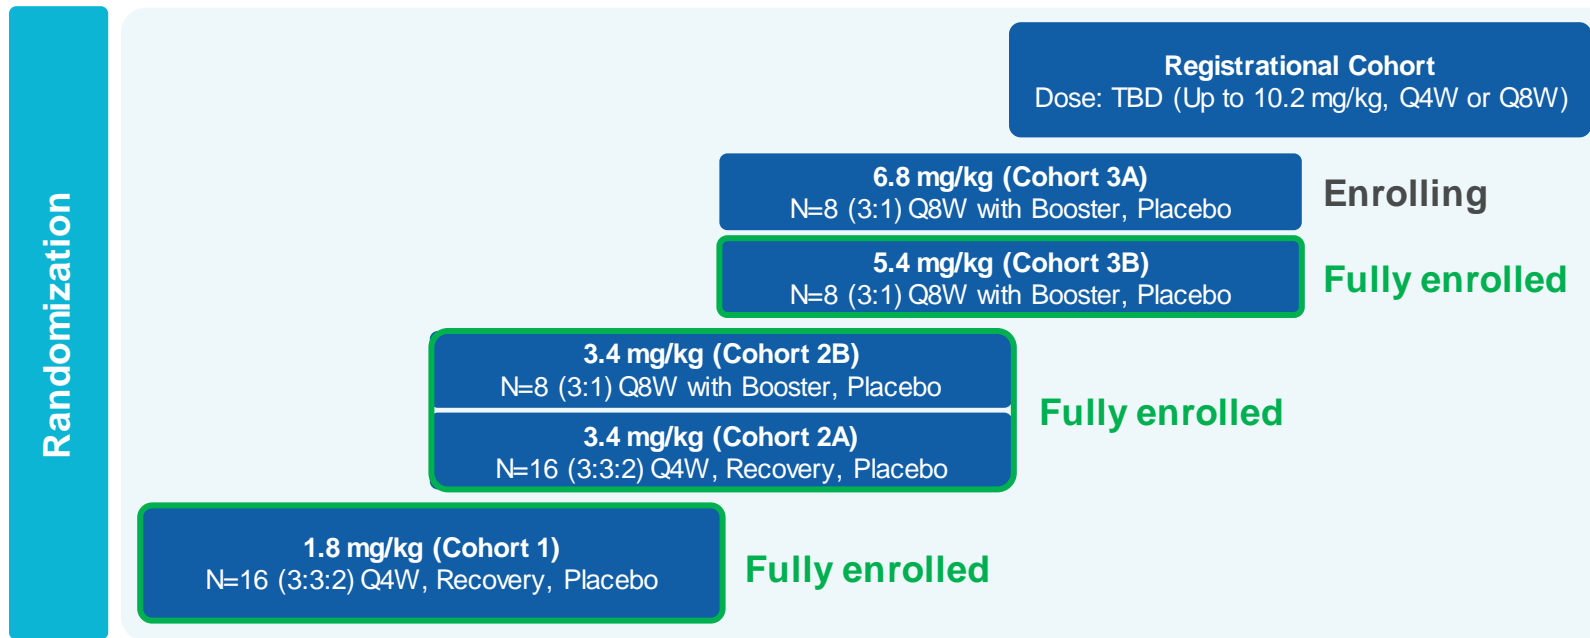 Randomization
Registrational Cohort
Dose: TBD (Up to 10.2 mg/kg, Q4W or Q8W)
6.8 mg/kg (Cohort 3A)
N=8 (3:1) Q8W with Booster, Placebo
Enrolling
5.4 mg/kg (Cohort 3B)
N=8 (3:1) Q8W with Booster, Placebo
Fully enrolled
3.4 mg/kg (Cohort 2B)
N=8 (3:1) Q8W with Booster, Placebo
3.4 mg/kg (Cohort 2A)
N=16 (3:3:2) Q4W, Recovery, Placebo
Fully enrolled
1.8 mg/kg (Cohort 1)
N=16 (3:3:2) Q4W, Recovery, Placebo
Fully enrolled